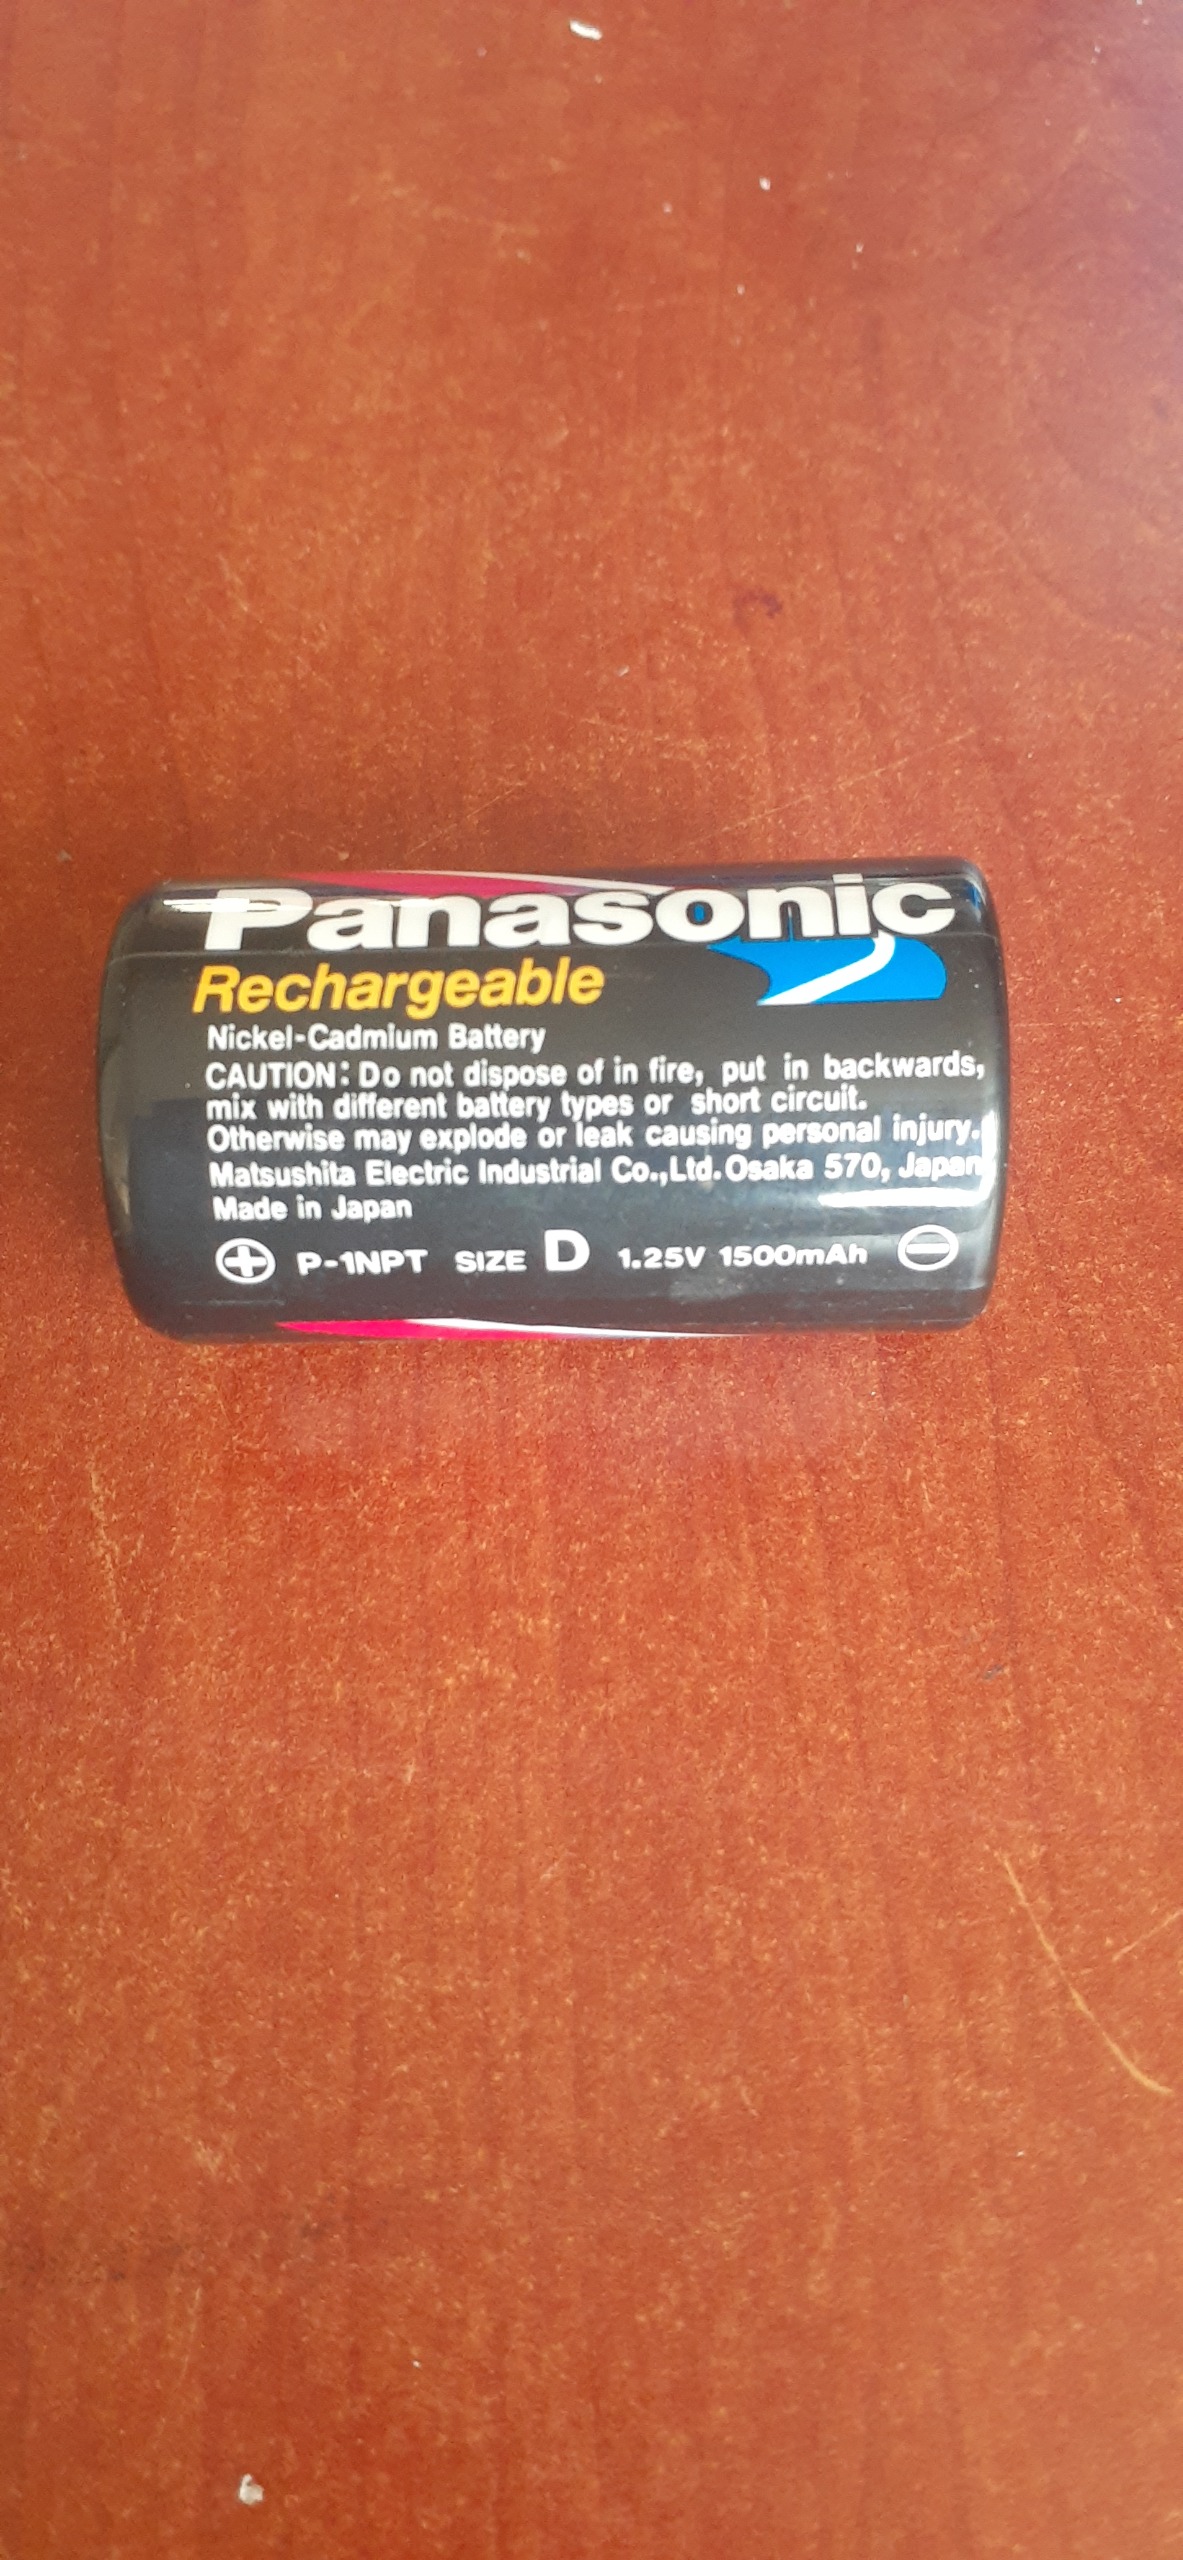 Panasonic
Rechargeable
Nickel-Cadmium Battery
CAUTION: Do not dispose of in fire, put in backwards,
mix with different battery types or short circuit.
Otherwise may explode or leak causing personal injury.
Matsushita Electric Industrial Co.,Ltd. Osaka 570, Japan
Made in Japan
⊕ P-1NPT SIZE D 1.25V 1500mAh ⊖